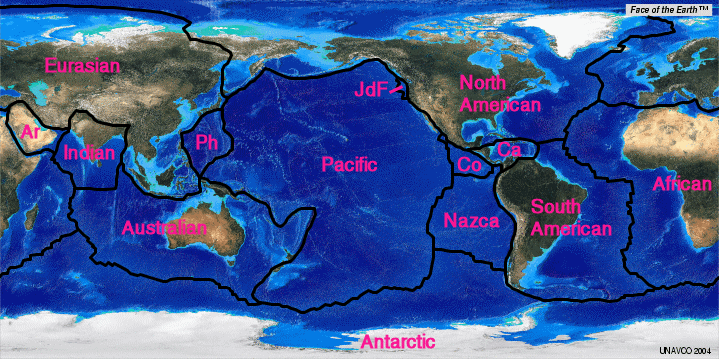 Face of the Earth™
Eurasian
North
American
JdF
Ar
Indian
Ph
Ca
Co
Pacific
African
Nazca
South
American
Australian
Antarctic
UNAVCO 2004